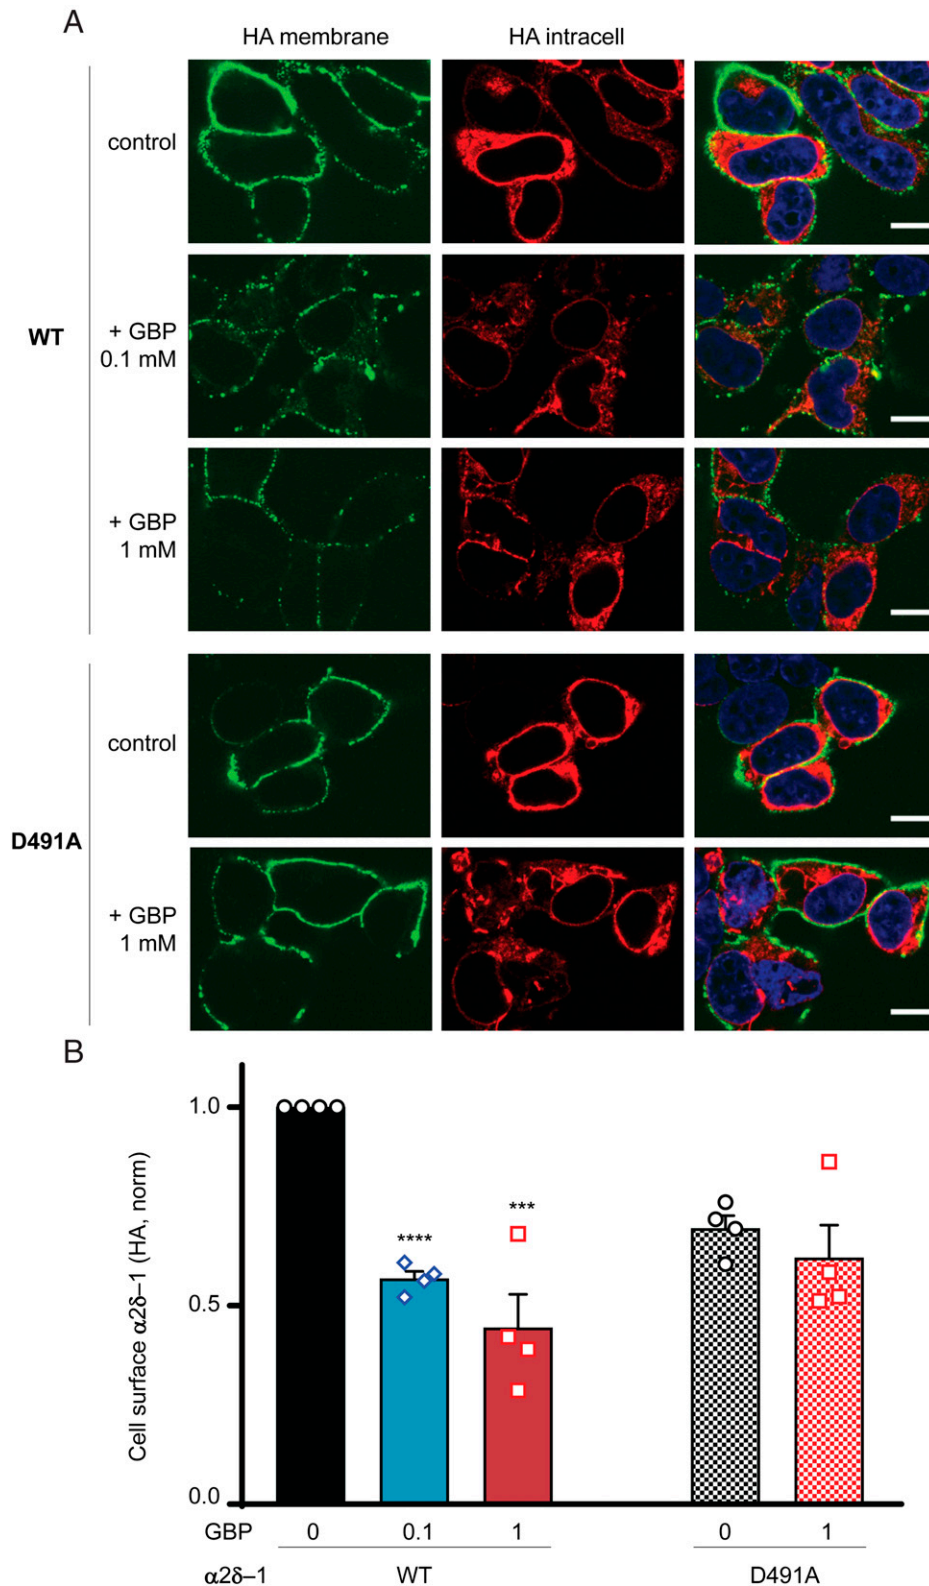 A
HA membrane HA intracell
control
WT
+ GBP
0.1 mM
+ GBP
1 mM
control
D491A
+ GBP
1 mM
B
Cell surface α2δ–1 (HA, norm)
1.0
0.5
0.0
****
***
GBP 0 0.1 1 0 1
α2δ–1 WT D491A